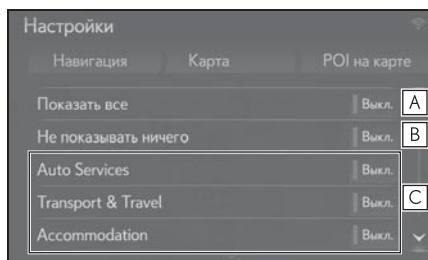 Настройки
Навигация Карта POI на карте
Показать все Выкл. A
Не показывать ничего Выкл. B
Auto Services Выкл.
Transport & Travel Выкл. C
Accommodation Выкл.